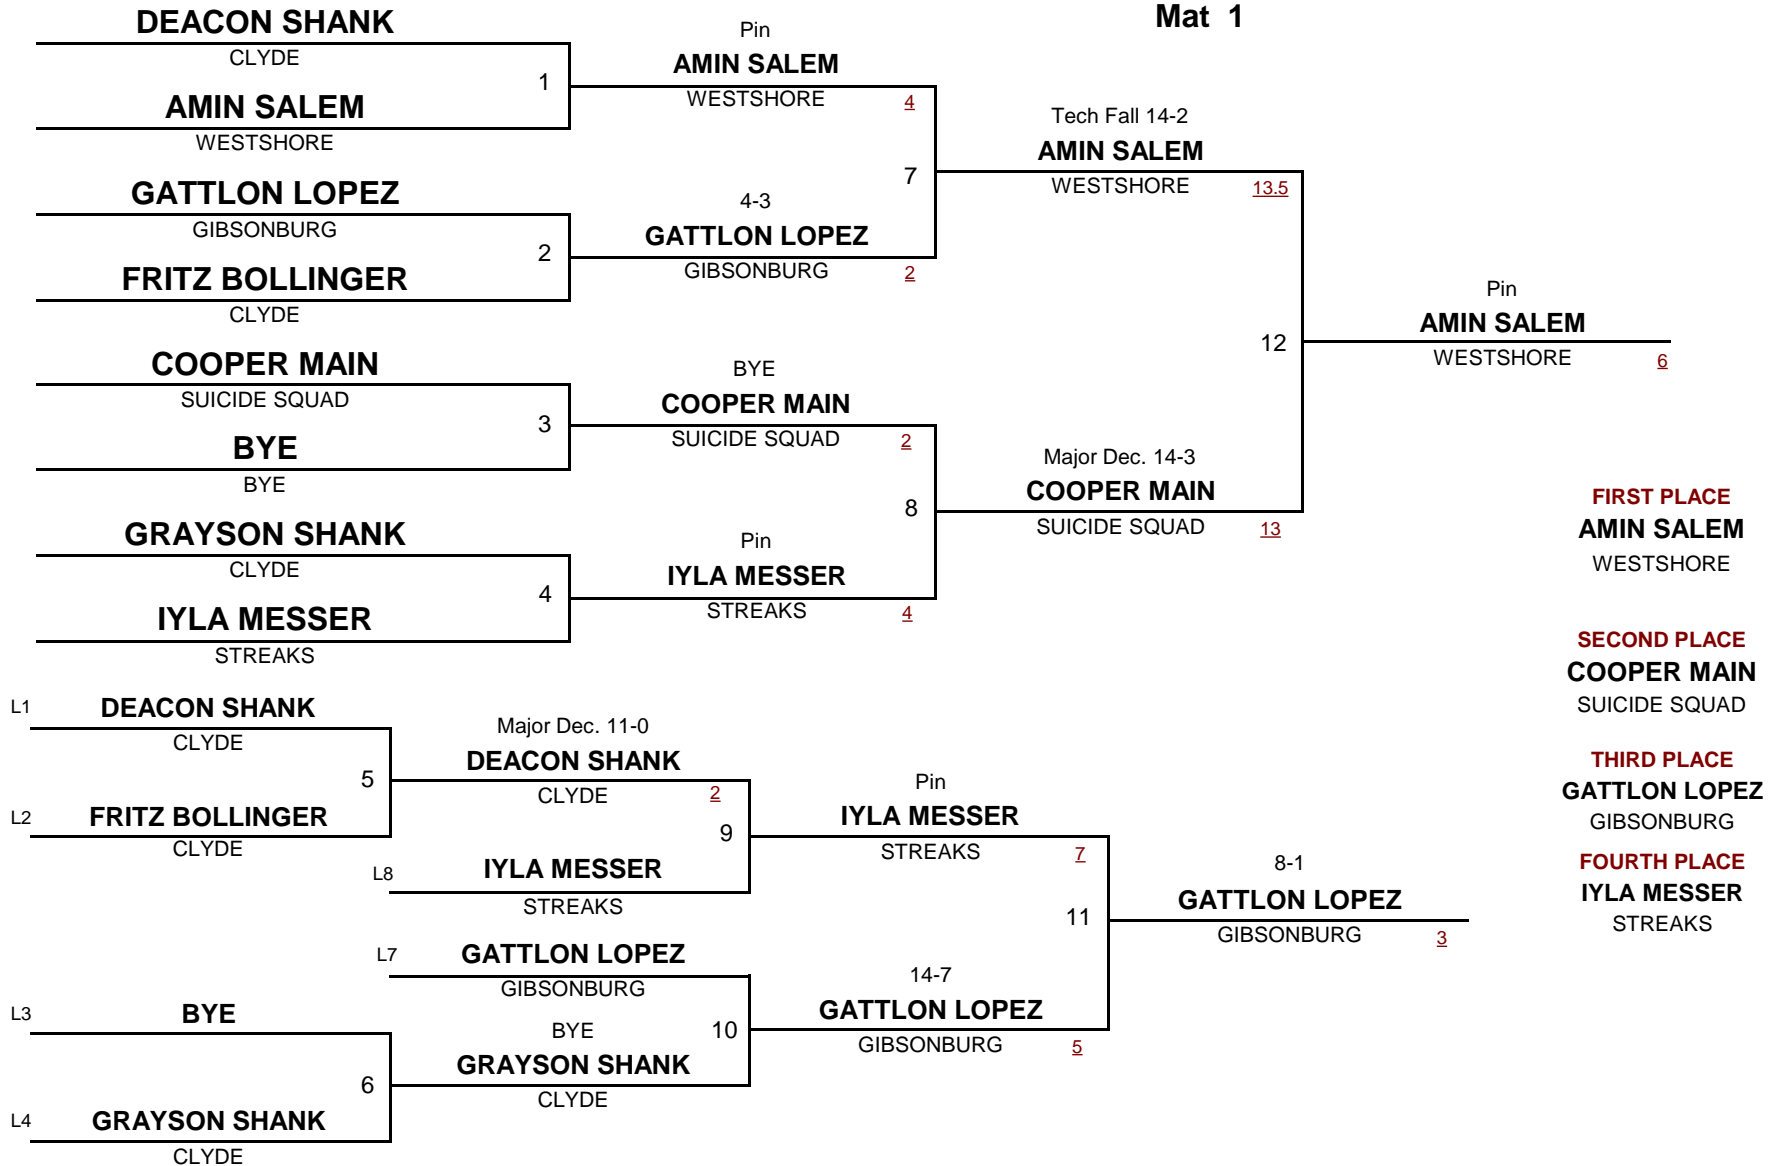 Mat 1
DEACON SHANK
CLYDE
1
AMIN SALEM
WESTSHORE
GATTLON LOPEZ
GIBSONBURG
2
FRITZ BOLLINGER
CLYDE
COOPER MAIN
SUICIDE SQUAD
3
BYE
BYE
GRAYSON SHANK
CLYDE
4
IYLA MESSER
STREAKS
Pin
AMIN SALEM
WESTSHORE 4
7
4-3
GATTLON LOPEZ
GIBSONBURG 2
BYE
COOPER MAIN
SUICIDE SQUAD 2
8
Pin
IYLA MESSER
STREAKS 4
Tech Fall 14-2
AMIN SALEM
WESTSHORE 13.5
12
Major Dec. 14-3
COOPER MAIN
SUICIDE SQUAD 13
Pin
AMIN SALEM
WESTSHORE 6
FIRST PLACE
AMIN SALEM
WESTSHORE
SECOND PLACE
COOPER MAIN
SUICIDE SQUAD
THIRD PLACE
GATTLON LOPEZ
GIBSONBURG
FOURTH PLACE
IYLA MESSER
STREAKS
L1 DEACON SHANK
CLYDE
5
L2 FRITZ BOLLINGER
CLYDE
L3 BYE
6
L4 GRAYSON SHANK
CLYDE
Major Dec. 11-0
DEACON SHANK
CLYDE 2
9
L8 IYLA MESSER
STREAKS
L7 GATTLON LOPEZ
GIBSONBURG
BYE 10
GRAYSON SHANK
CLYDE
Pin
IYLA MESSER
STREAKS 7
11
14-7
GATTLON LOPEZ
GIBSONBURG 5
8-1
GATTLON LOPEZ
GIBSONBURG 3